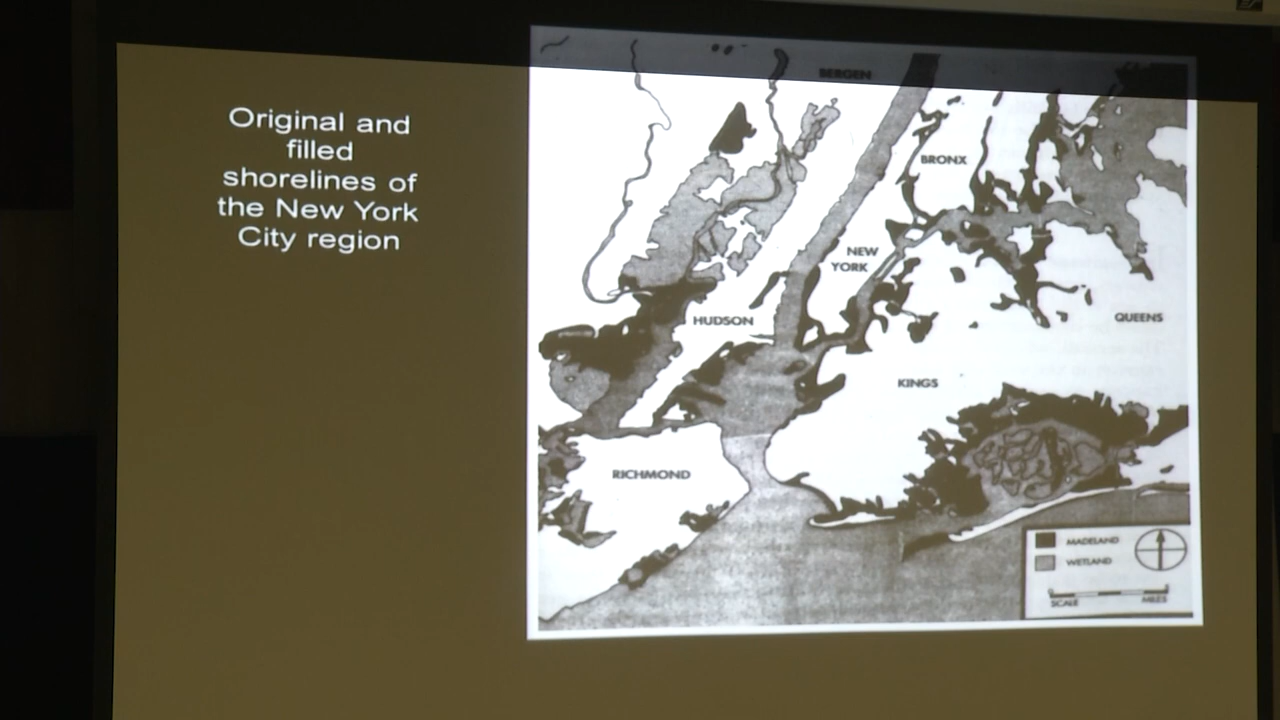 Original and
filled
shorelines of
the New York
City region
BERGEN
BRONX
NEW
YORK
HUDSON
QUEENS
KINGS
RICHMOND
MADELAND
WETLAND
SCALE
MILES